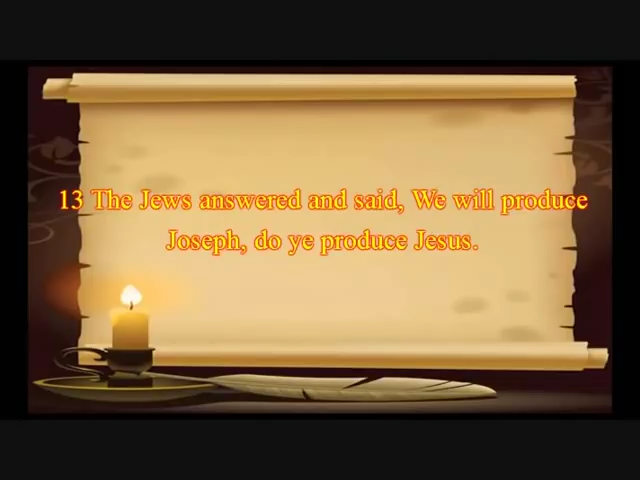 13 The Jews answered and said, We will produce
Joseph, do ye produce Jesus.